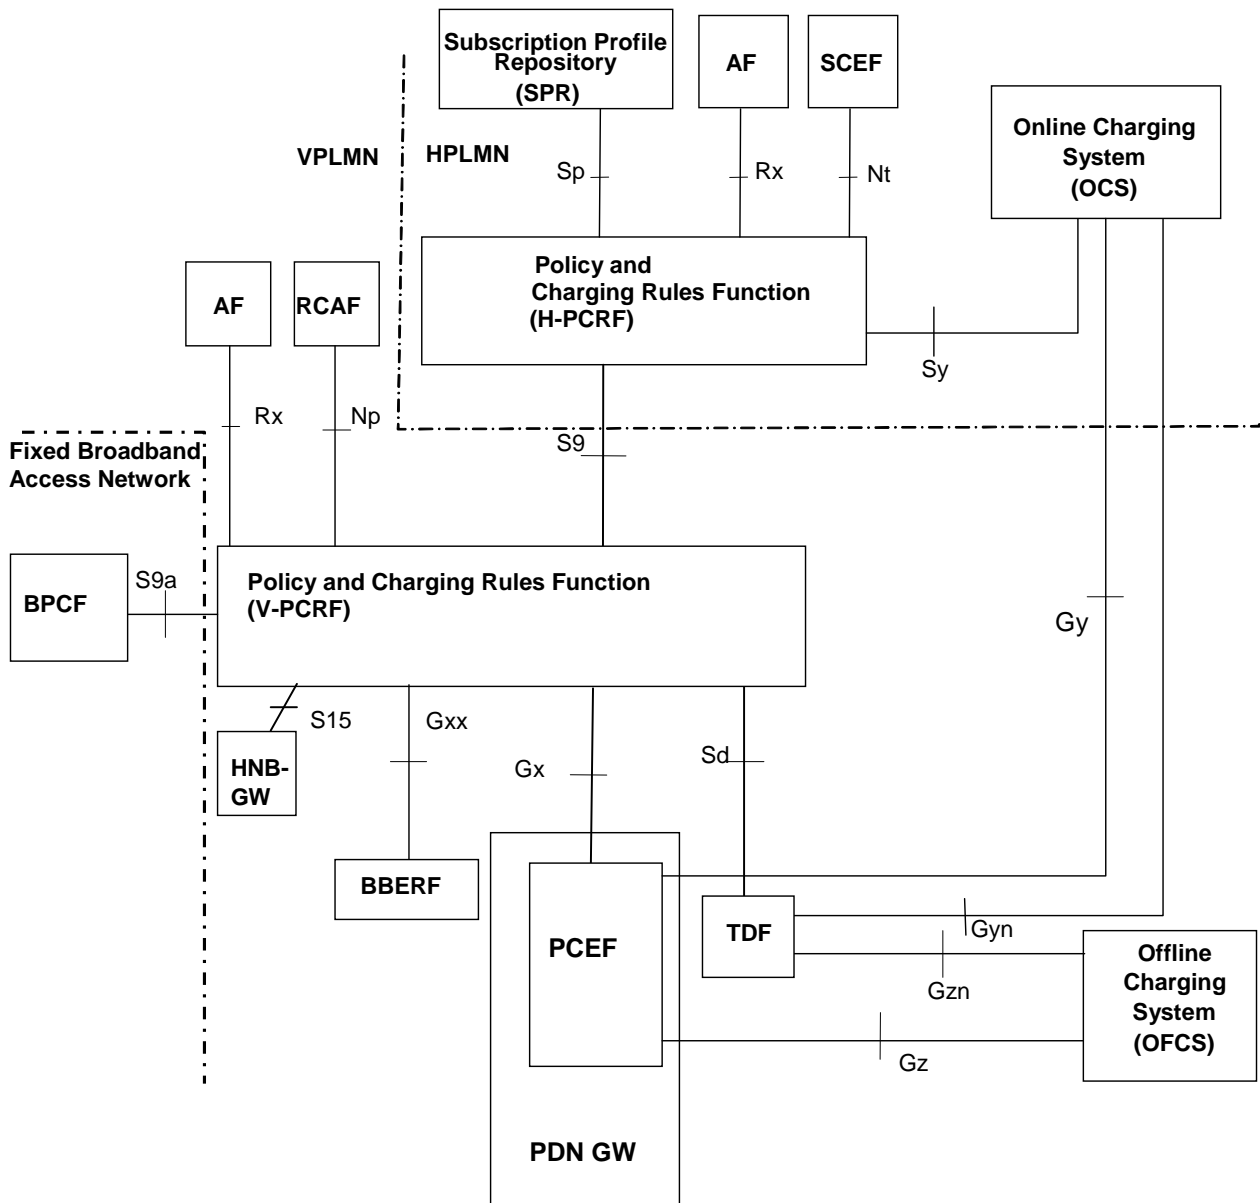 Subscription Profile
Repository
(SPR)
AF
SCEF
Online Charging
System
(OCS)
VPLMN
HPLMN
Sp
Rx
Nt
Policy and
Charging Rules Function
(H-PCRF)
AF
RCAF
Sy
Rx
Np
S9
Fixed Broadband
Access Network
S9a
BPCF
Policy and Charging Rules Function
(V-PCRF)
Gy
S15
Gxx
Gx
Sd
HNB-
GW
BBERF
PCEF
TDF
Gyn
Gzn
Offline
Charging
System
(OFCS)
Gz
PDN GW